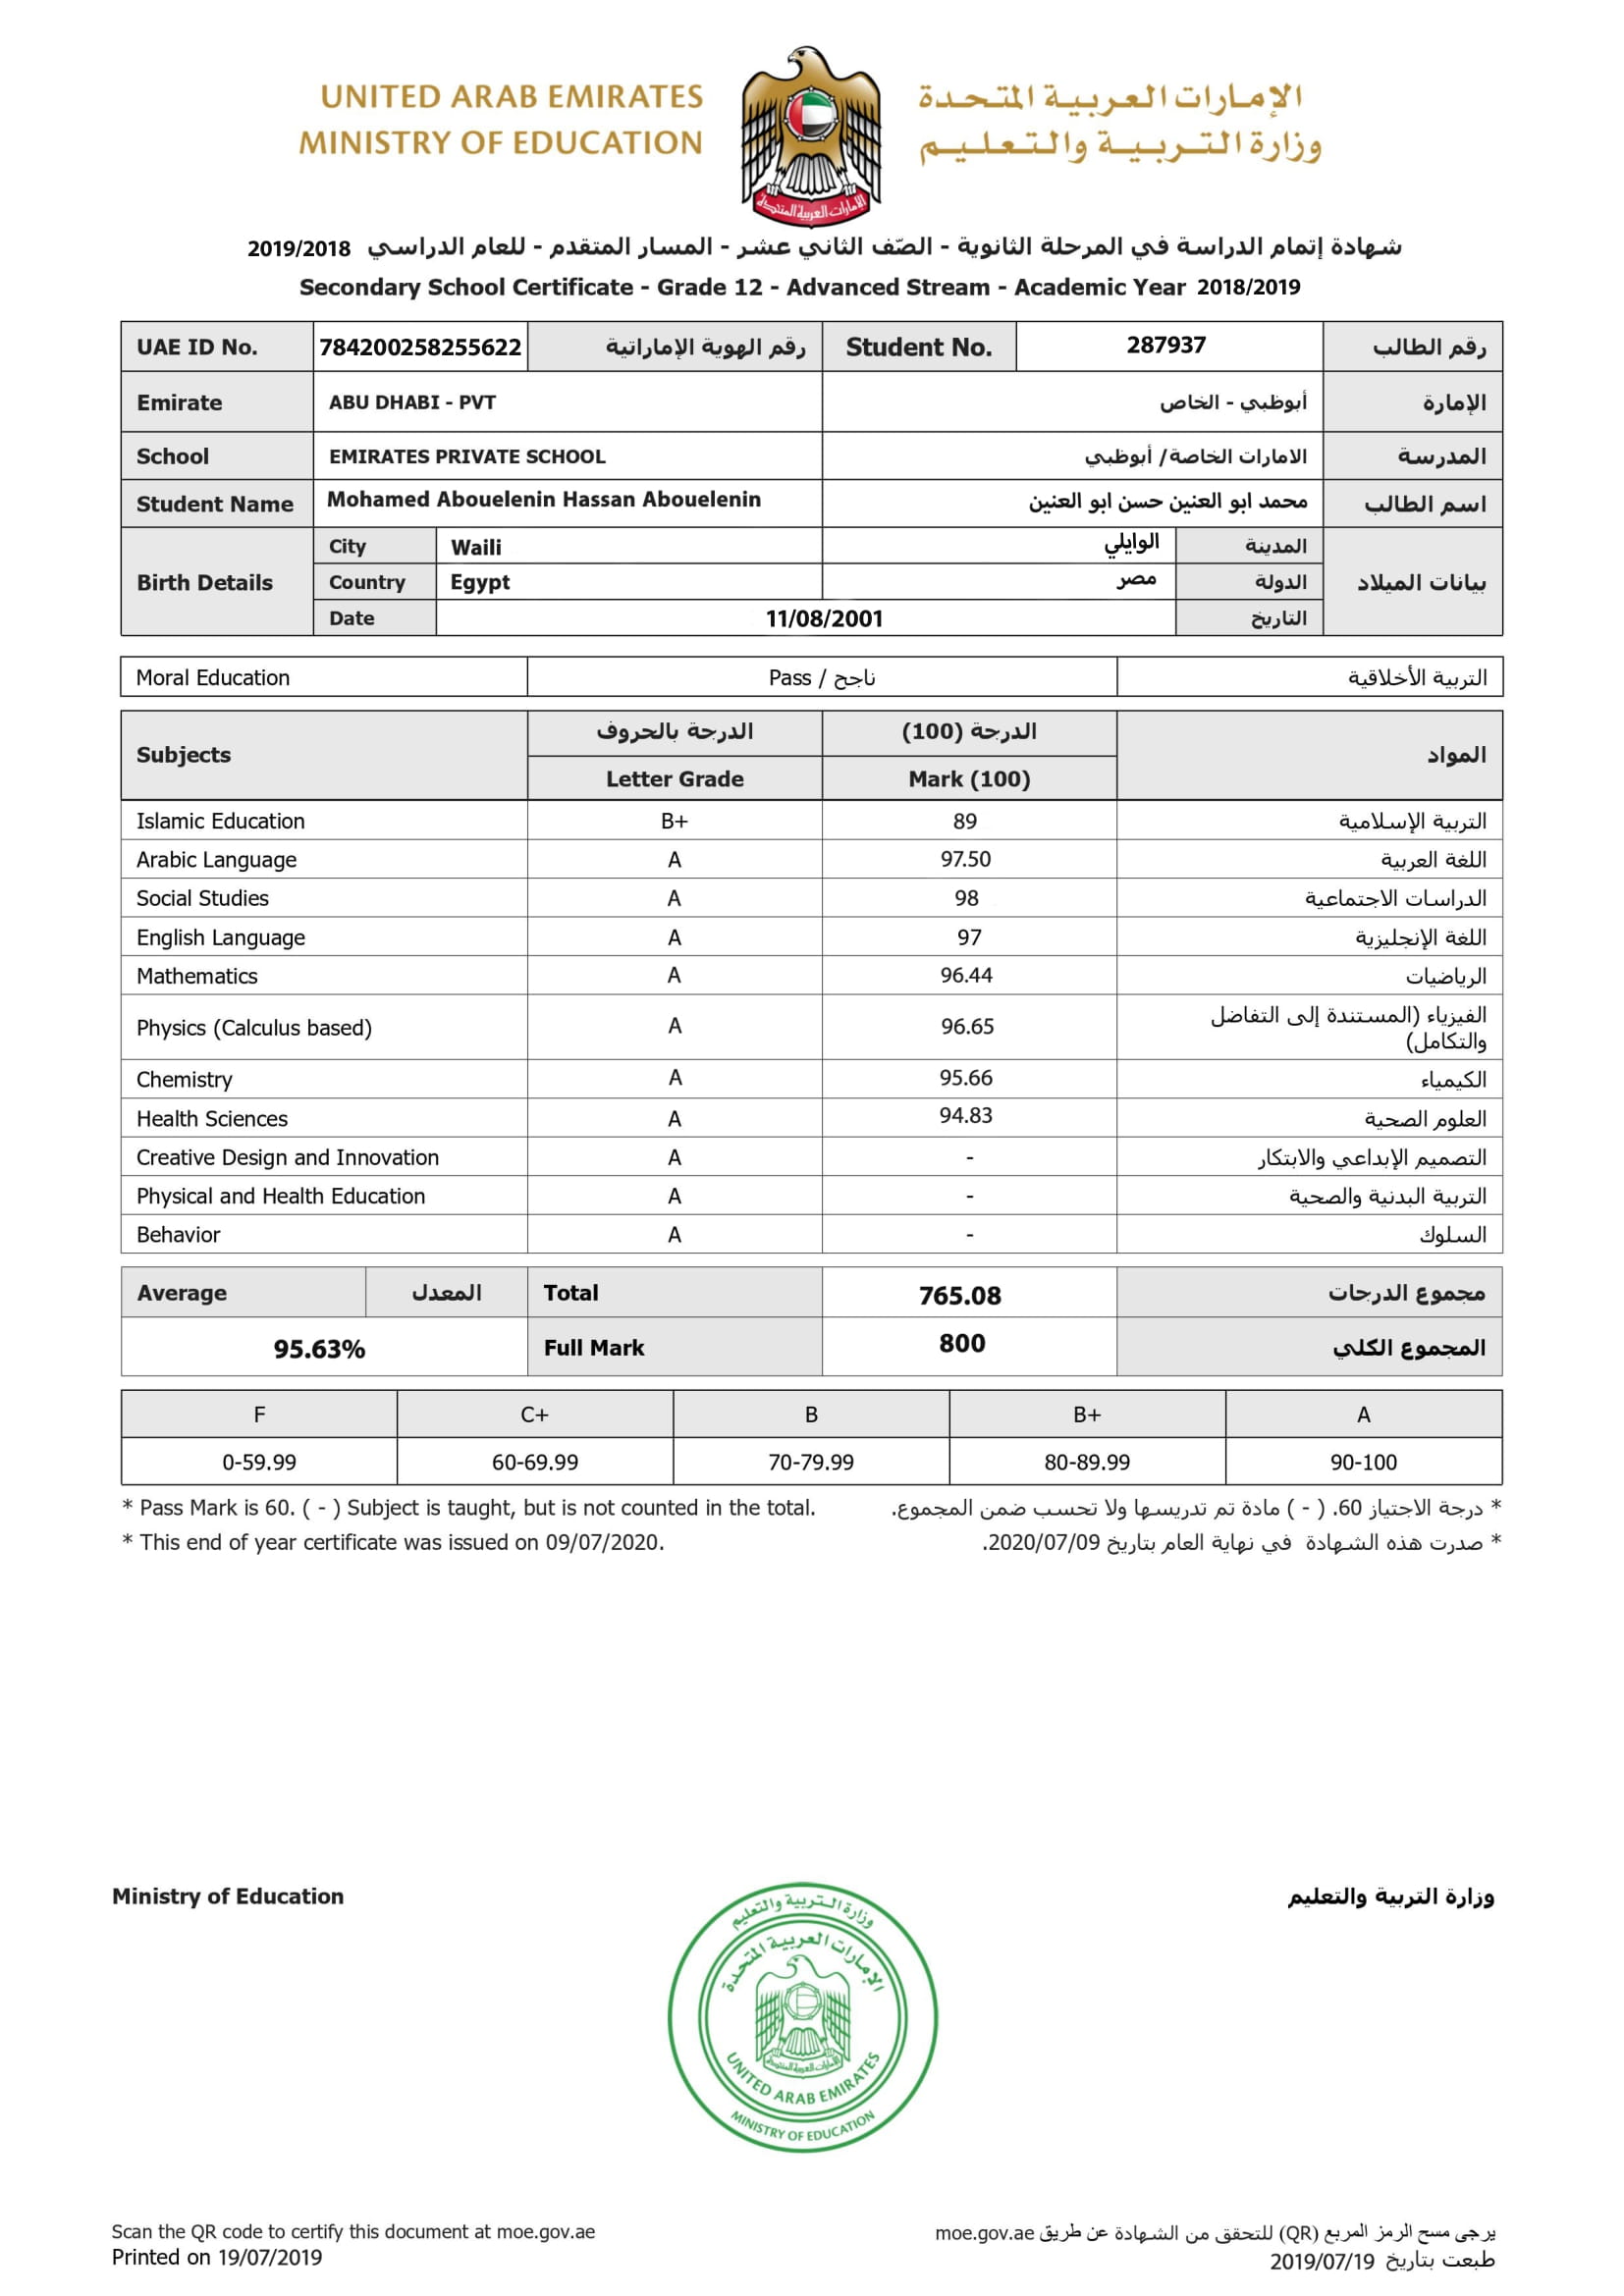 UNITED ARAB EMIRATES
MINISTRY OF EDUCATION
الإمارات العربية المتحدة
وزارة التربية والتعليم
الإمارات العربية المتحدة
شهادة إتمام الدراسة في المرحلة الثانوية - الصّف الثاني عشر - المسار المتقدم - للعام الدراسي 2019/2018
Secondary School Certificate - Grade 12 - Advanced Stream - Academic Year 2018/2019
UAE ID No. 784200258255622 رقم الهوية الإماراتية Student No. 287937 رقم الطالب
Emirate ABU DHABI - PVT أبوظبي - الخاص الإمارة
School EMIRATES PRIVATE SCHOOL الامارات الخاصة/ أبوظبي المدرسة
Student Name Mohamed Abouelenin Hassan Abouelenin محمد ابو العنين حسن ابو العنين اسم الطالب
Birth Details بيانات الميلاد
City Waili الوايلي المدينة
Country Egypt مصر الدولة
Date 11/08/2001 التاريخ
Moral Education Pass / ناجح التربية الأخلاقية
Subjects الدرجة بالحروف الدرجة (100) المواد
Letter Grade Mark (100)
Islamic Education B+ 89 التربية الإسلامية
Arabic Language A 97.50 اللغة العربية
Social Studies A 98 الدراسات الاجتماعية
English Language A 97 اللغة الإنجليزية
Mathematics A 96.44 الرياضيات
Physics (Calculus based) A 96.65 الفيزياء (المستندة إلى التفاضل
والتكامل)
Chemistry A 95.66 الكيمياء
Health Sciences A 94.83 العلوم الصحية
Creative Design and Innovation A - التصميم الإبداعي والابتكار
Physical and Health Education A - التربية البدنية والصحية
Behavior A - السلوك
Average المعدل Total 765.08 مجموع الدرجات
95.63% Full Mark 800 المجموع الكلي
F C+ B B+ A
0-59.99 60-69.99 70-79.99 80-89.99 90-100
* Pass Mark is 60. ( - ) Subject is taught, but is not counted in the total.
* درجة الاجتياز 60. ( - ) مادة تم تدريسها ولا تحسب ضمن المجموع.
* This end of year certificate was issued on 09/07/2020.
* صدرت هذه الشهادة في نهاية العام بتاريخ 2020/07/09.
Ministry of Education
وزارة التربية والتعليم
وزارة التربية والتعليم
الإمارات العربية المتحدة
الإمارات العربية المتحدة
UNITED ARAB EMIRATES
MINISTRY OF EDUCATION
Scan the QR code to certify this document at moe.gov.ae
يرجى مسح الرمز المربع (QR) للتحقق من الشهادة عن طريق moe.gov.ae
Printed on 19/07/2019
طبعت بتاريخ 2019/07/19